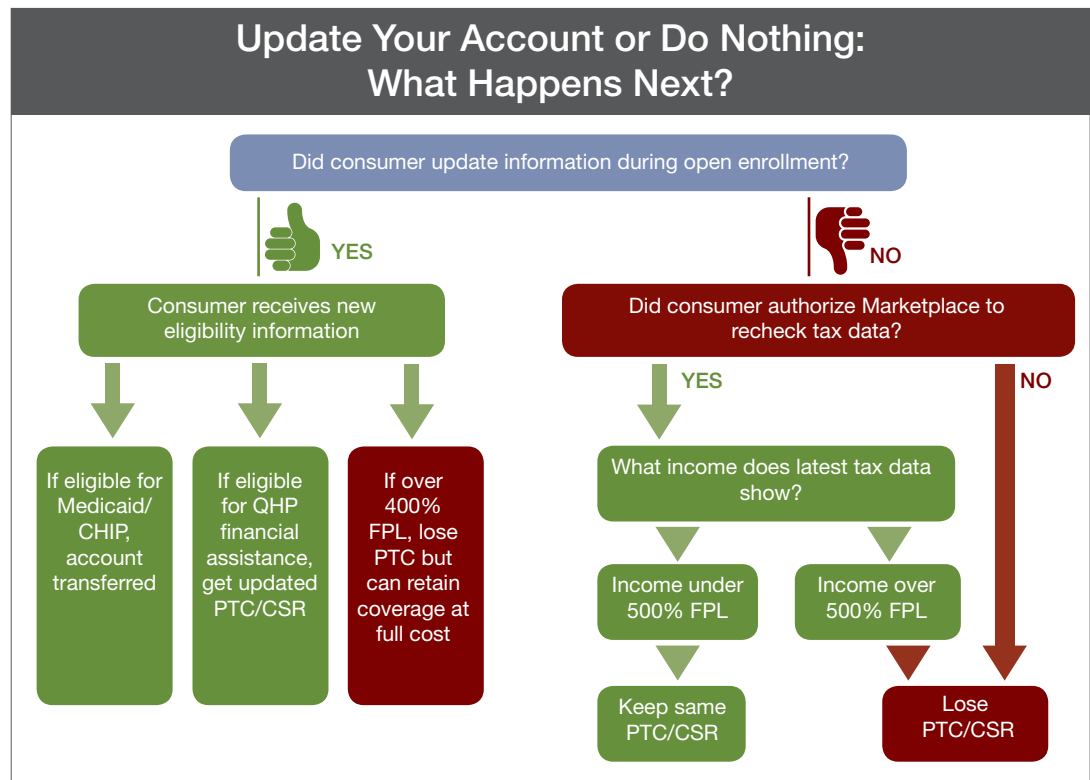 Update Your Account or Do Nothing:
What Happens Next?
Did consumer update information during open enrollment?
YES
NO
Consumer receives new
eligibility information
Did consumer authorize Marketplace to
recheck tax data?
YES
NO
If eligible for
Medicaid/
CHIP,
account
transferred
If eligible
for QHP
financial
assistance,
get updated
PTC/CSR
If over
400%
FPL, lose
PTC but
can retain
coverage at
full cost
What income does latest tax data
show?
Income under
500% FPL
Income over
500% FPL
Keep same
PTC/CSR
Lose
PTC/CSR